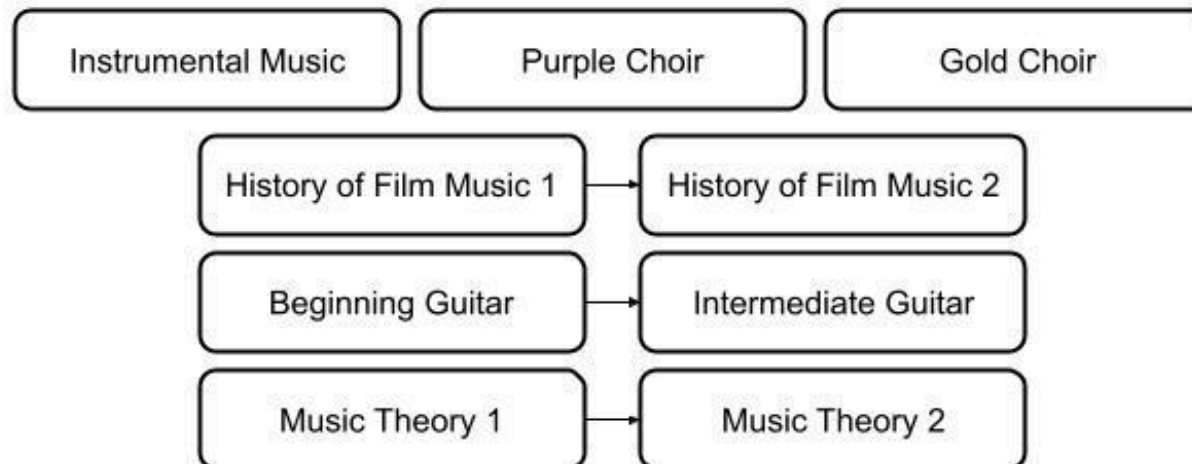 Instrumental Music
Purple Choir
Gold Choir
History of Film Music 1
History of Film Music 2
Beginning Guitar
Intermediate Guitar
Music Theory 1
Music Theory 2